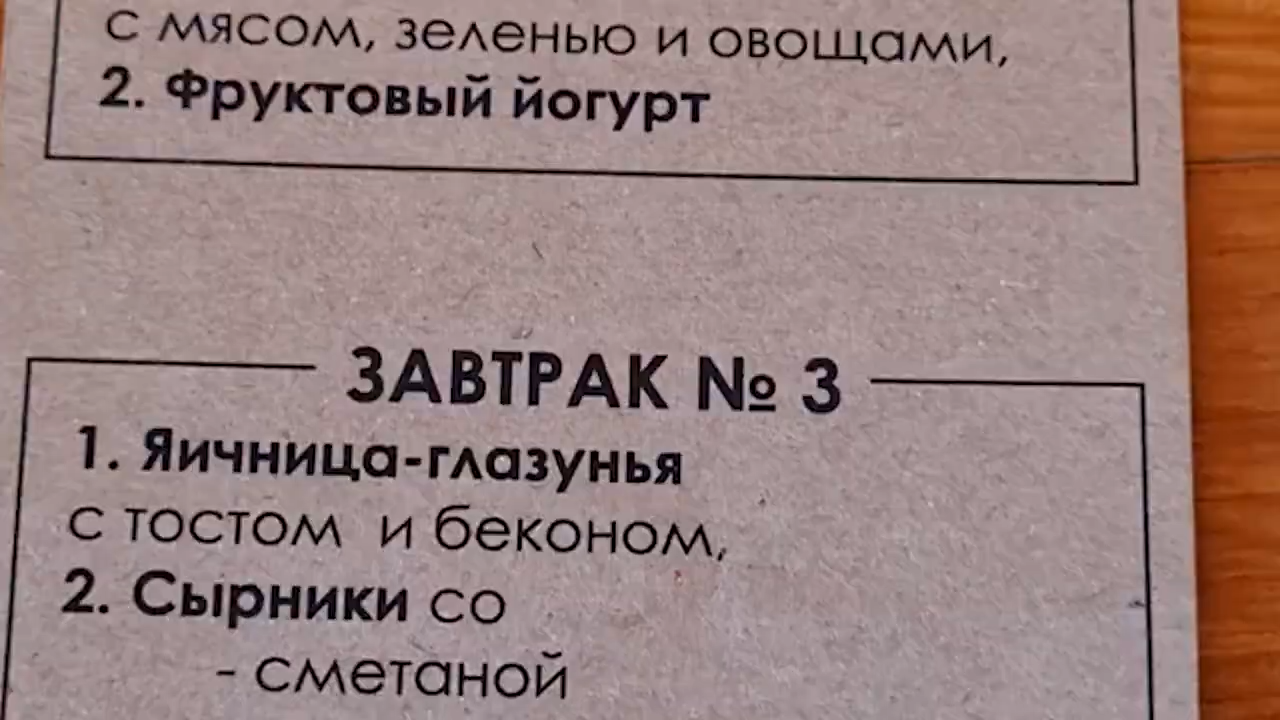 с мясом, зеленью и овощами,
2. Фруктовый йогурт
ЗАВТРАК № 3
1. Яичница-глазунья
с тостом и беконом,
2. Сырники со
- сметаной